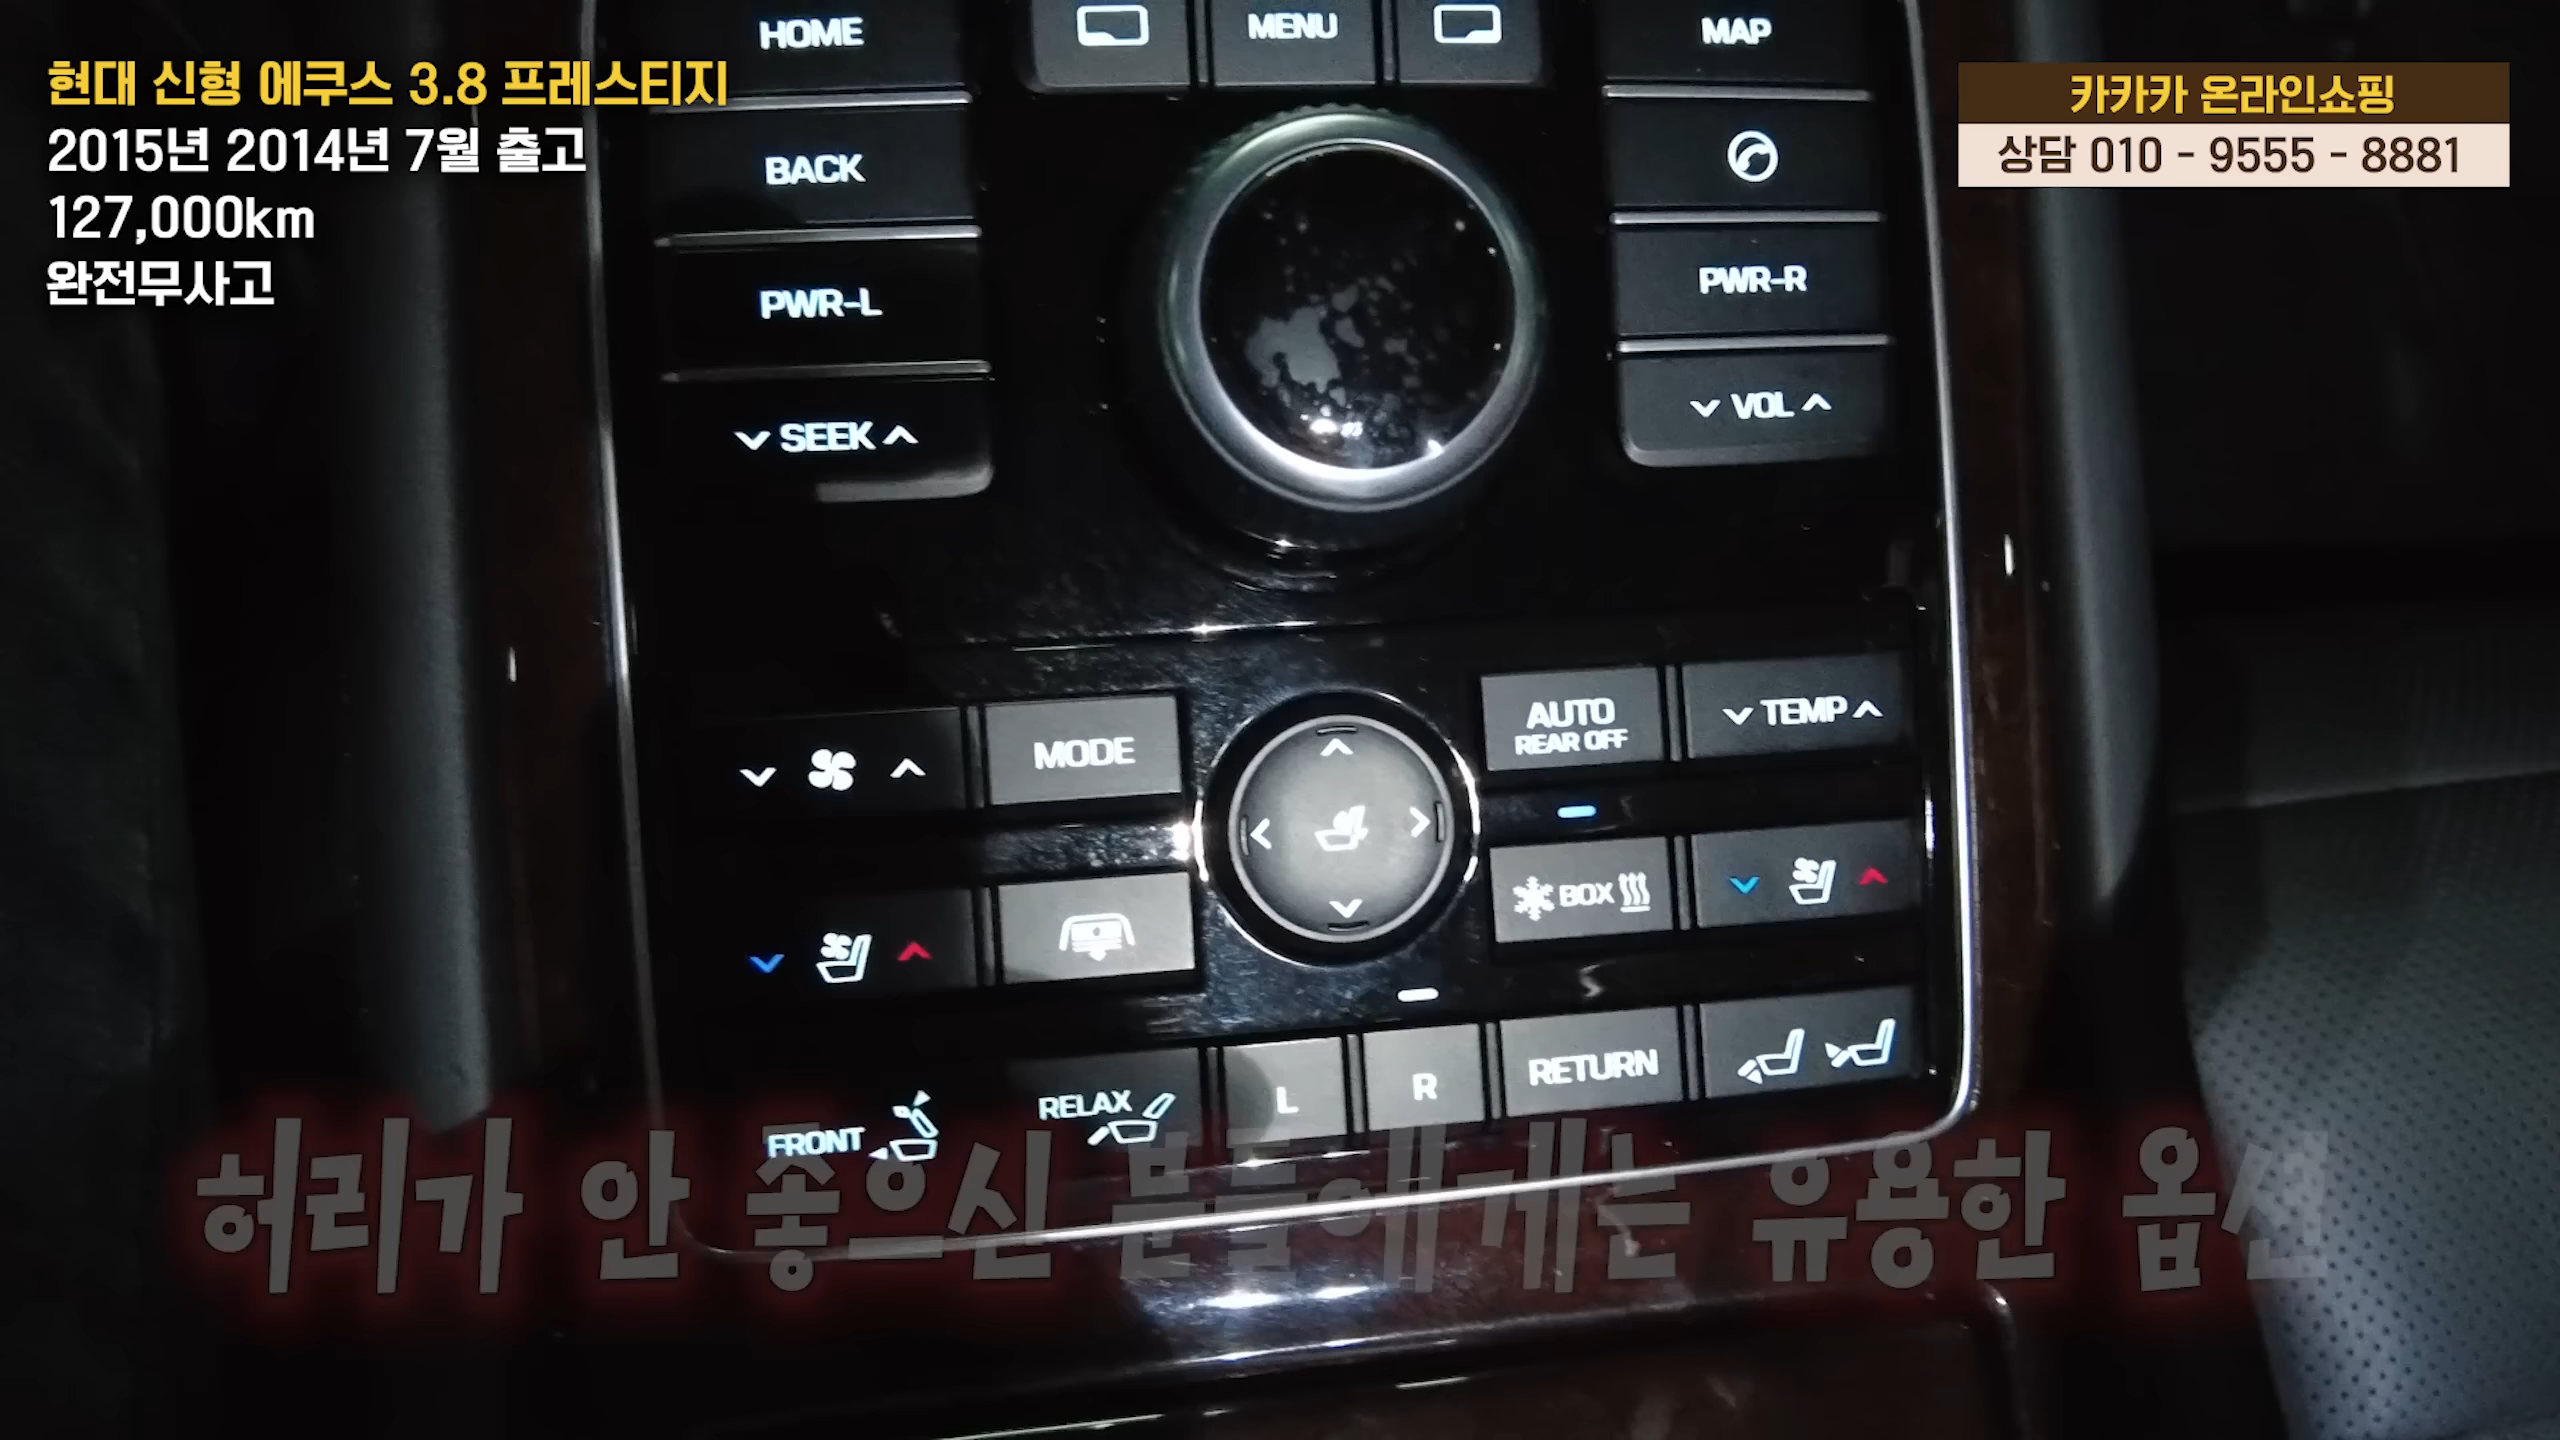 현대 신형 에쿠스 3.8 프레스티지
2015년 2014년 7월 출고
127,000km
완전무사고
카카카 온라인쇼핑
상담 010 - 9555 - 8881
HOME
MENU
MAP
BACK
PWR-L
PWR-R
SEEK
VOL
MODE
AUTO
REAR OFF
TEMP
BOX
FRONT
RELAX
L
R
RETURN
허리가 안 좋으신 분들에게는 유용한 옵션